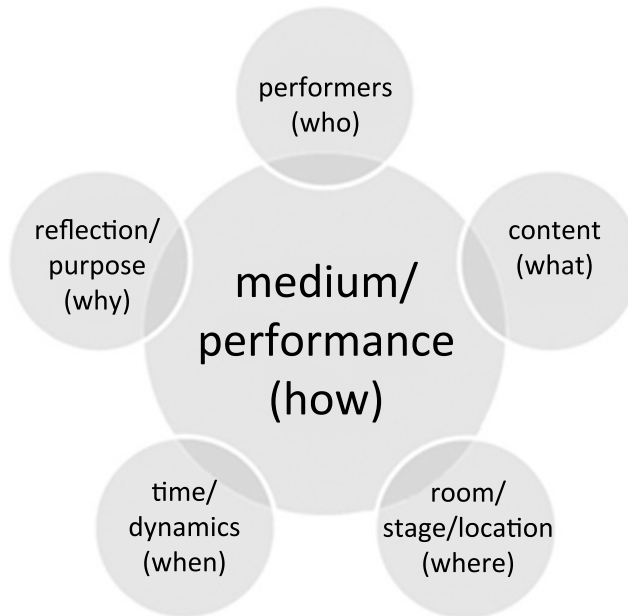 performers
(who)
reflection/
purpose
(why)
content
(what)
medium/
performance
(how)
time/
dynamics
(when)
room/
stage/location
(where)